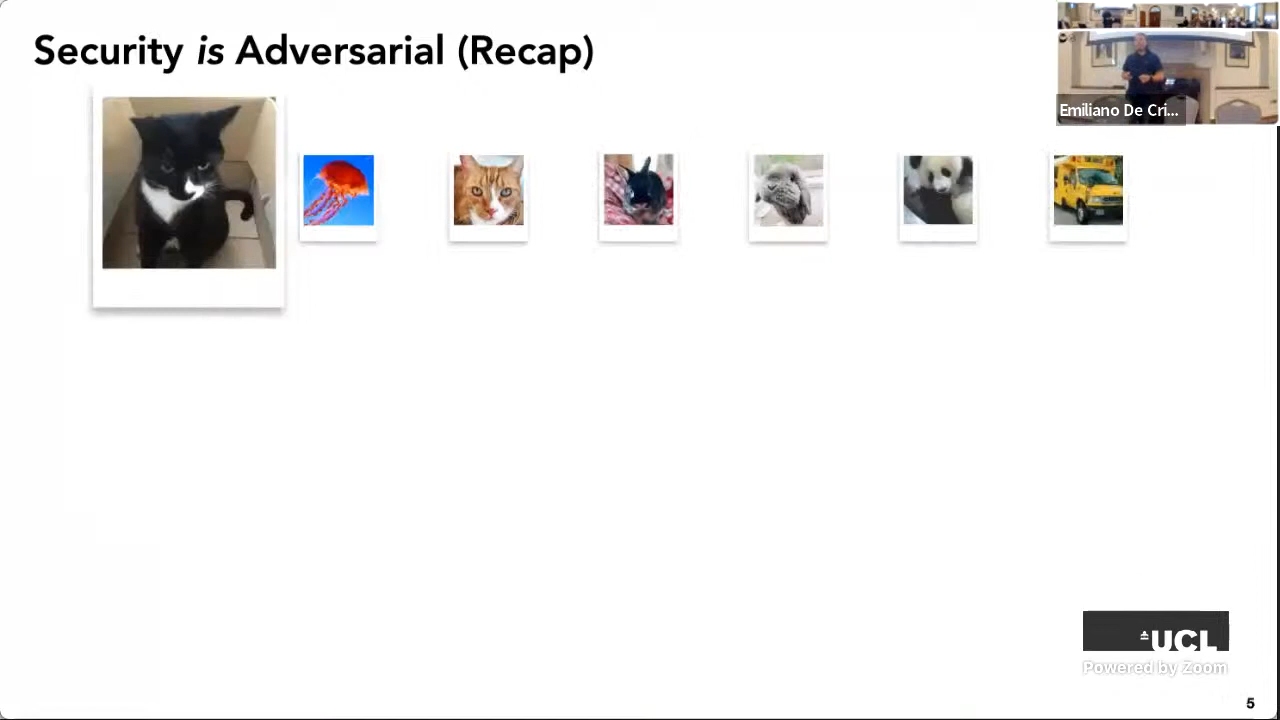 Security is Adversarial (Recap)
Emiliano De Cri...
UCL
Powered by Zoom
5